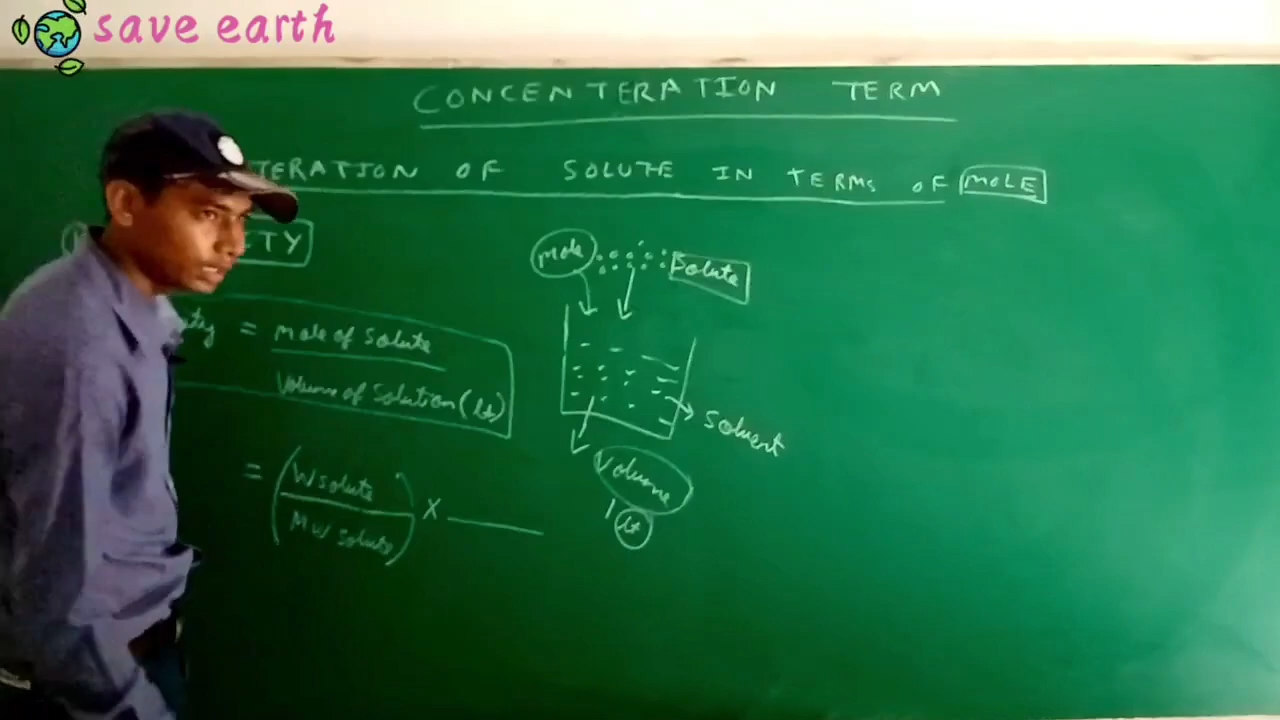 save earth
CONCENTERATION TERM
TERATION OF SOLUTE IN TERMS OF MOLE
TY
mole Solute
= Mole of Solute
Volume of Solution (lt)
Solvent
= (W solute
MW solute) X
Volume
1 lt